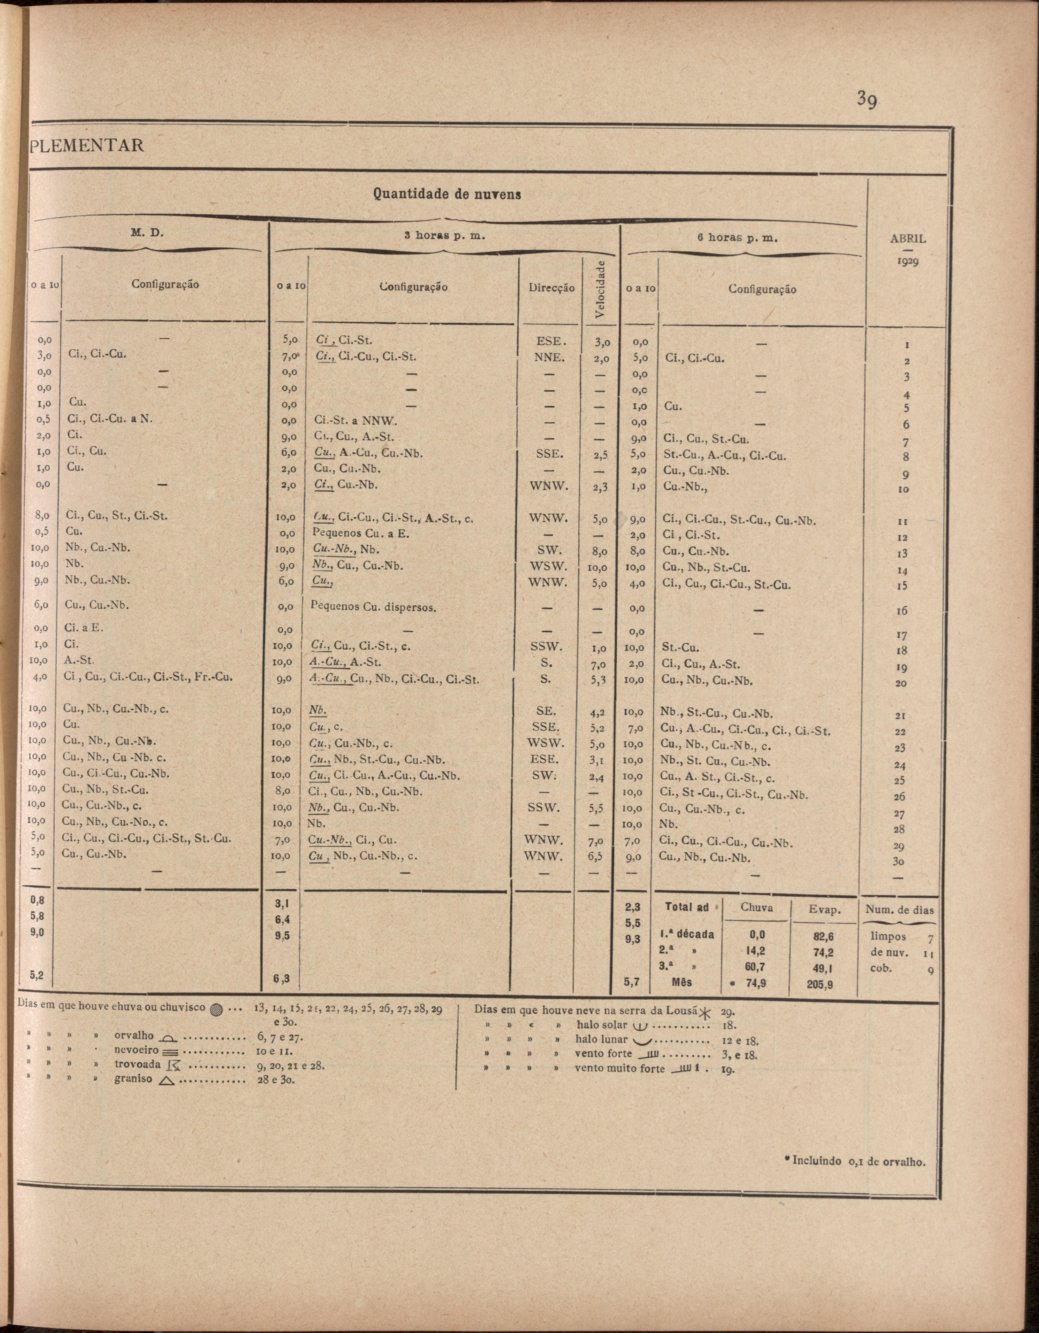 39
PLEMENTAR
Quantidade de nuvens
M. D. 3 horas p. m. 6 horas p. m. ABRIL
—
1929
0 a 10 Configuração 0 a 10 Configuração Direcção Velocidade 0 a 10 Configuração
0,0 — 5,0 Ci., Ci.-St. ESE. 3,0 0,0 — 1
3,0 Ci., Ci.-Cu. 7,0 Ci., Ci.-Cu., Ci.-St. NNE. 2,0 5,0 Ci., Ci.-Cu. 2
0,0 — 0,0 — — — 0,0 — 3
0,0 — 0,0 — — — 0,0 — 4
1,0 Cu. 0,0 — — — 1,0 Cu. 5
0,5 Ci., Ci.-Cu. a N. 0,0 Ci.-St. a NNW. — — 0,0 — 6
2,0 Ci. 9,0 Ci., Cu., A.-St. — — 9,0 Ci., Cu., St.-Cu. 7
1,0 Ci., Cu. 6,0 Cu., A.-Cu., Cu.-Nb. SSE. 2,5 5,0 St.-Cu., A.-Cu., Ci.-Cu. 8
1,0 Cu. 2,0 Cu., Cu.-Nb. — — 2,0 Cu., Cu.-Nb. 9
0,0 — 2,0 Ci., Cu.-Nb. WNW. 2,3 1,0 Cu.-Nb., 10
8,0 Ci., Cu., St., Ci.-St. 10,0 Cu., Ci.-Cu., Ci.-St., A.-St., c. WNW. 5,0 9,0 Ci., Ci.-Cu., St.-Cu., Cu.-Nb. 11
0,5 Cu. 0,0 Pequenos Cu. a E. — — 2,0 Ci , Ci.-St. 12
10,0 Nb., Cu.-Nb. 10,0 Cu.-Nb., Nb. SW. 8,0 8,0 Cu., Cu.-Nb. 13
10,0 Nb. 9,0 Nb., Cu., Cu.-Nb. WSW. 10,0 10,0 Cu., Nb., St.-Cu. 14
9,0 Nb., Cu.-Nb. 6,0 Cu., WNW. 5,0 4,0 Ci., Cu., Ci.-Cu., St.-Cu. 15
6,0 Cu., Cu.-Nb. 0,0 Pequenos Cu. dispersos. — — 0,0 — 16
0,0 Ci. a E. 0,0 — — — 0,0 — 17
1,0 Ci. 10,0 Ci., Cu., Ci.-St., c. SSW. 1,0 10,0 St.-Cu. 18
10,0 A.-St. 10,0 A.-Cu., A.-St. S. 7,0 2,0 Ci., Cu., A.-St. 19
4,0 Ci , Cu., Ci.-Cu., Ci.-St., Fr.-Cu. 9,0 A.-Cu., Cu., Nb., Ci.-Cu., Ci.-St. S. 5,3 10,0 Cu., Nb., Cu.-Nb. 20
10,0 Cu., Nb., Cu.-Nb., c. 10,0 Nb. SE. 4,2 10,0 Nb., St.-Cu., Cu.-Nb. 21
10,0 Cu. 10,0 Cu., c. SSE. 5,2 7,0 Cu., A.-Cu., Ci.-Cu., Ci., Ci.-St. 22
10,0 Cu., Nb., Cu.-Nb. 10,0 Cu., Cu.-Nb., c. WSW. 5,0 10,0 Cu., Nb., Cu.-Nb., c. 23
10,0 Cu., Nb., Cu -Nb. c. 10,0 Cu., Nb., St.-Cu., Cu.-Nb. ESE. 3,1 10,0 Nb., St. Cu., Cu.-Nb. 24
10,0 Cu., Ci.-Cu., Cu.-Nb. 10,0 Cu., Ci.-Cu., A.-Cu., Cu.-Nb. SW. 2,4 10,0 Cu., A. St., Ci.-St., c. 25
10,0 Cu., Nb., St.-Cu. 8,0 Ci., Cu., Nb., Cu.-Nb. — — 10,0 Ci., St -Cu., Ci.-St., Cu.-Nb. 26
10,0 Cu., Cu.-Nb., c. 10,0 Nb., Cu., Cu.-Nb. SSW. 5,5 10,0 Cu., Cu.-Nb., c. 27
10,0 Cu., Nb., Cu.-No., c. 10,0 Nb. — — 10,0 Nb. 28
5,0 Ci., Cu., Ci.-Cu., Ci.-St., St.-Cu. 7,0 Cu.-Nb., Ci., Cu. WNW. 7,0 7,0 Ci., Cu., Ci.-Cu., Cu.-Nb. 29
5,0 Cu., Cu.-Nb. 10,0 Cu , Nb., Cu.-Nb., c. WNW. 6,5 9,0 Cu., Nb., Cu.-Nb. 30
— — — — — — — — —
0,8 3,1 2,3 Total ad Chuva Evap. Num. de dias
5,8 6,4 5,5
9,0 9,5 9,3 1.ª década 0,0 82,6 limpos 7
2.ª » 14,2 74,2 de nuv. 11
3.ª » 60,7 49,1 cob. 9
5,2 6,3 5,7 Mês * 74,9 205,9
Dias em que houve chuva ou chuvisco ... 13, 14, 15, 21, 22, 24, 25, 26, 27, 28, 29
e 30.
» » » » orvalho ............ 6, 7 e 27.
» » » » nevoeiro ............ 10 e 11.
» » » » trovoada ........... 9, 20, 21 e 28.
» » » » graniso ............. 28 e 30.
Dias em que houve neve na serra da Lousã 29.
» » « » halo solar ........... 18.
» » » » halo lunar ........... 12 e 18.
» » » » vento forte ......... 3, e 18.
» » » » vento muito forte . 19.
* Incluindo 0,1 de orvalho.